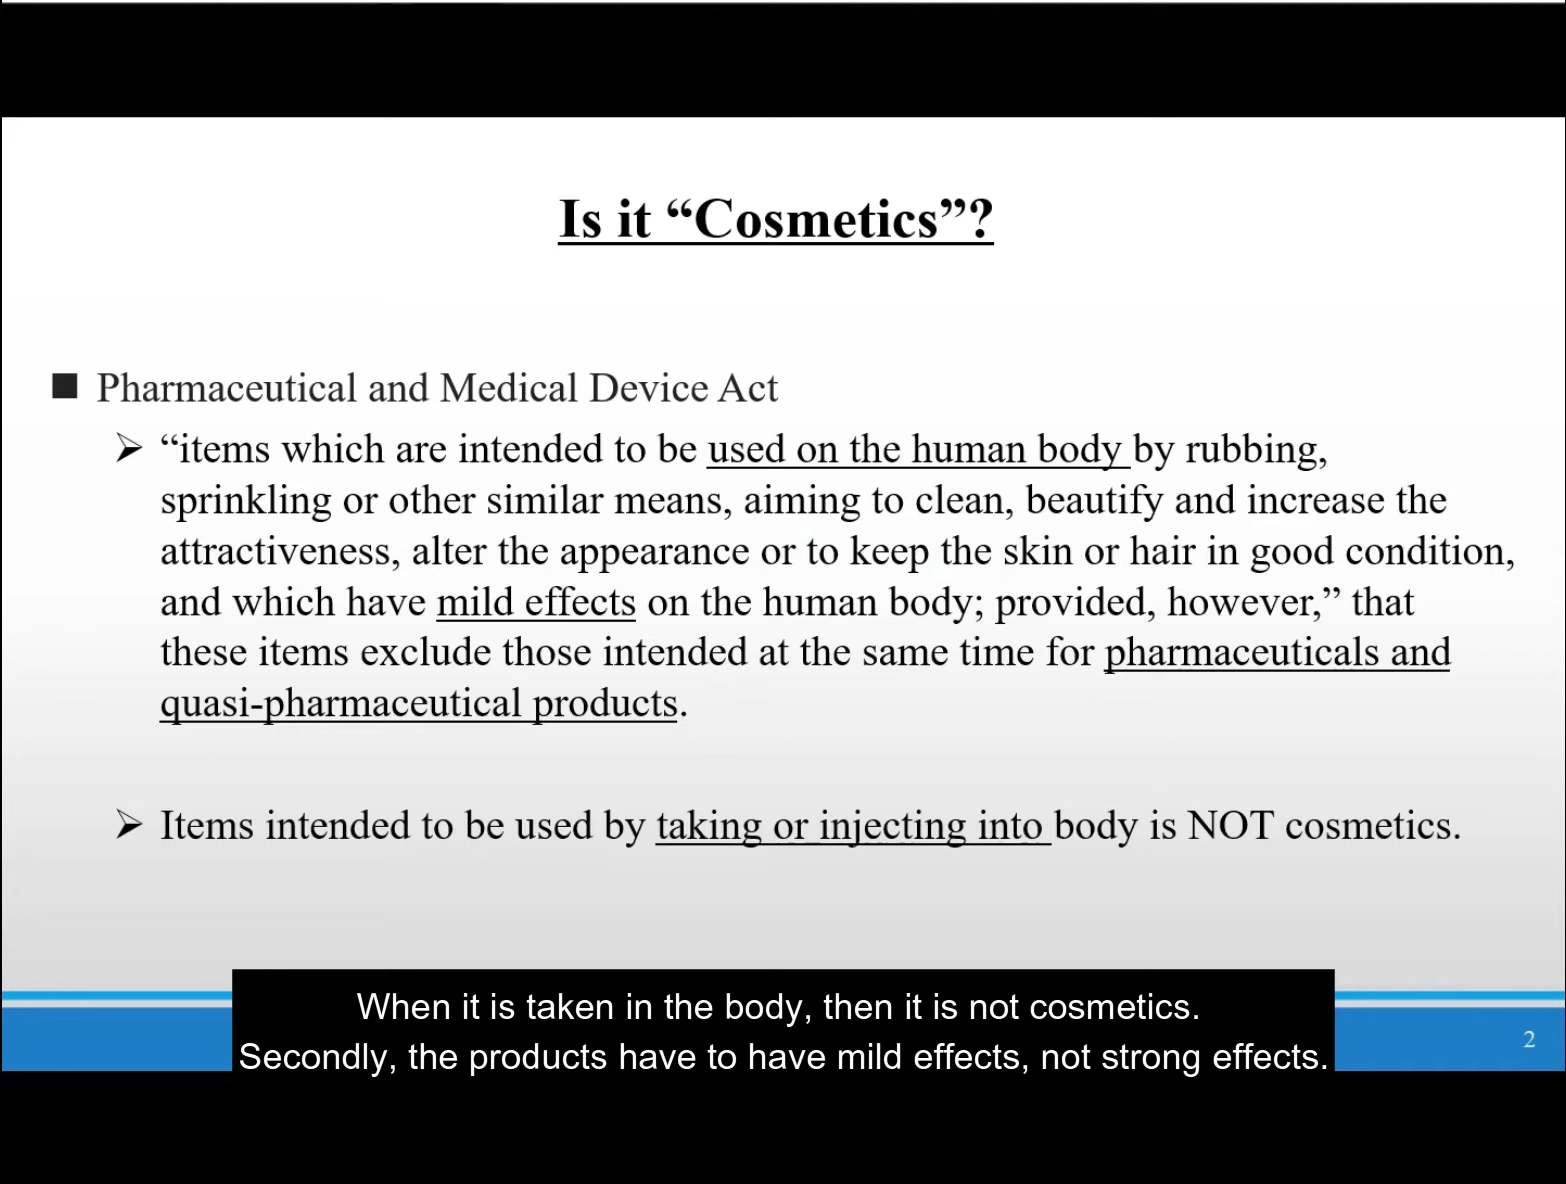 Is it “Cosmetics”?
■ Pharmaceutical and Medical Device Act
➢ “items which are intended to be used on the human body by rubbing,
sprinkling or other similar means, aiming to clean, beautify and increase the
attractiveness, alter the appearance or to keep the skin or hair in good condition,
and which have mild effects on the human body; provided, however,” that
these items exclude those intended at the same time for pharmaceuticals and
quasi-pharmaceutical products.
➢ Items intended to be used by taking or injecting into body is NOT cosmetics.
When it is taken in the body, then it is not cosmetics.
Secondly, the products have to have mild effects, not strong effects.
2